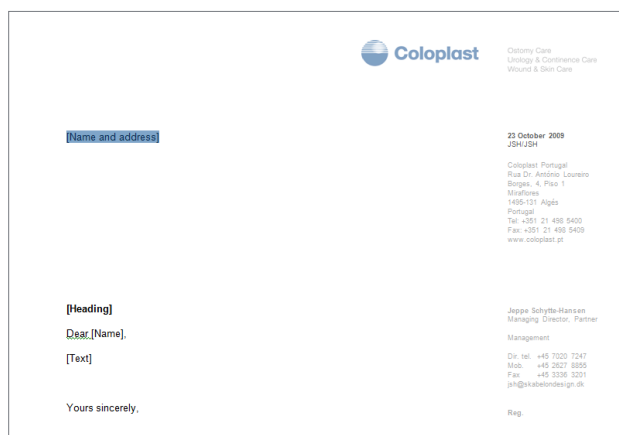 Coloplast
Ostomy Care
Urology & Continence Care
Wound & Skin Care
[Name and address]
23 October 2009
JSH/JSH
Coloplast Portugal
Rua Dr. António Loureiro
Borges, 4, Piso 1
Miraflores
1495-131 Algés
Portugal
Tel: +351 21 498 5400
Fax: +351 21 498 5409
www.coloplast.pt
[Heading]
Dear [Name],
[Text]
Yours sincerely,
Jeppe Schytte-Hansen
Managing Director, Partner
Management
Dir. tel. +45 7020 7247
Mob. +45 2627 8855
Fax. +45 3336 3201
jsh@skabelondesign.dk
Reg.